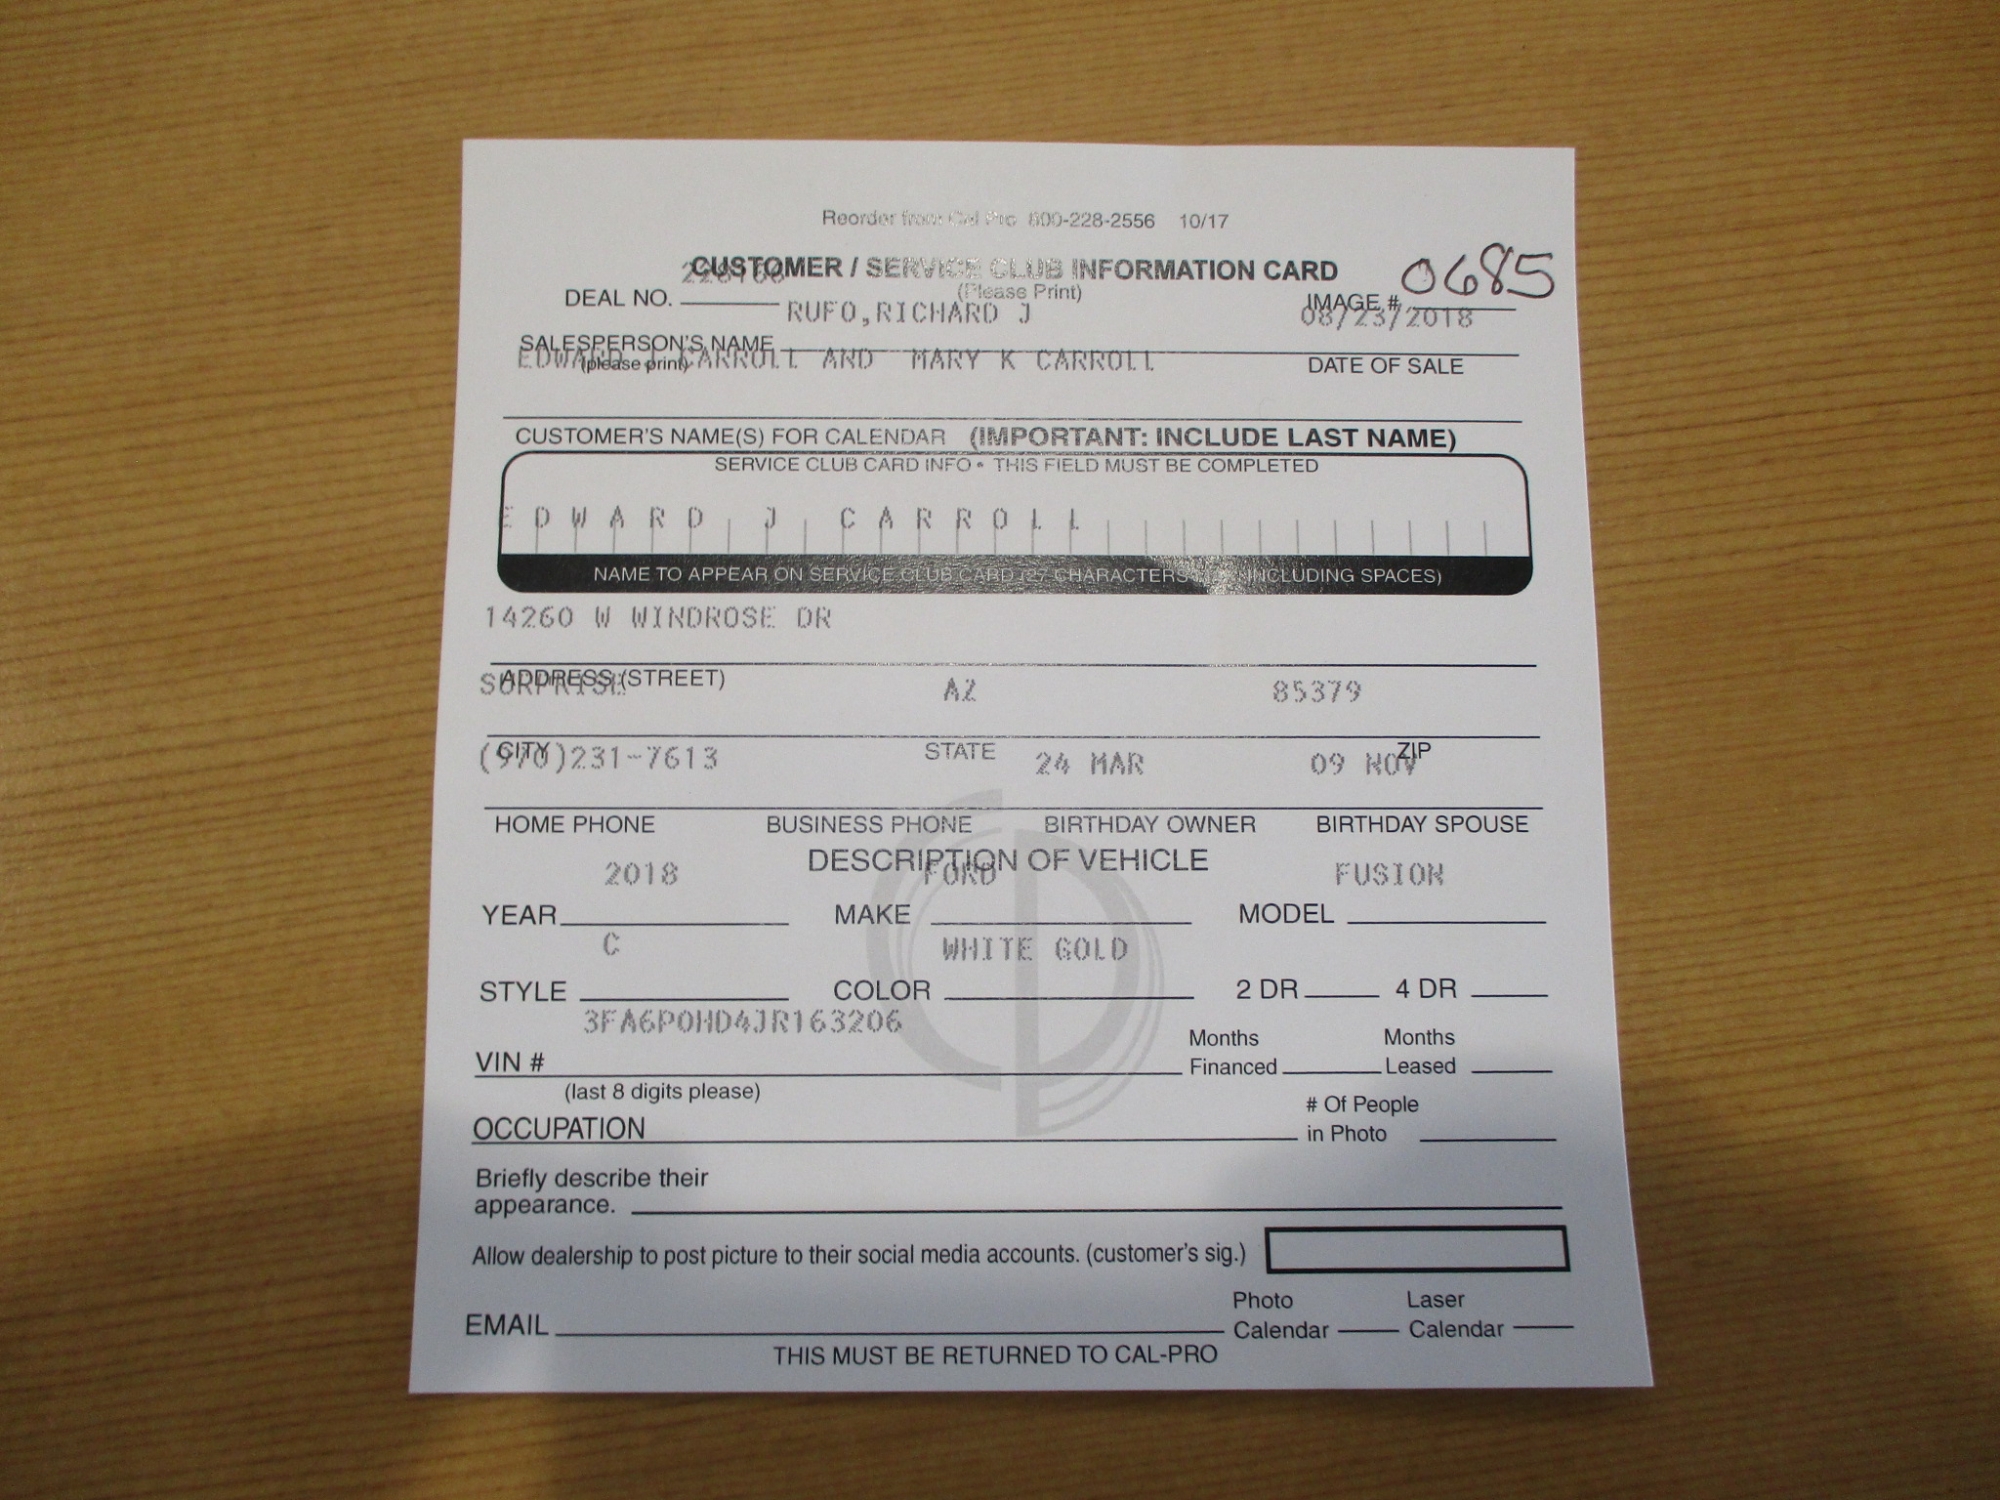 Reorder from Cal Pro 800-228-2556 10/17
CUSTOMER / SERVICE CLUB INFORMATION CARD
(Please Print)
0685
DEAL NO.
IMAGE #
RUFO,RICHARD J
08/23/2018
SALESPERSON'S NAME
(please print)
DATE OF SALE
EDWARD J CARROLL AND MARY K CARROLL
CUSTOMER'S NAME(S) FOR CALENDAR (IMPORTANT: INCLUDE LAST NAME)
SERVICE CLUB CARD INFO • THIS FIELD MUST BE COMPLETED
EDWARD J CARROLL
NAME TO APPEAR ON SERVICE CLUB CARD (27 CHARACTERS INCLUDING SPACES)
14260 W WINDROSE DR
ADDRESS (STREET)
SURPRISE AZ 85379
CITY STATE ZIP
(970)231-7613 24 MAR 09 NOV
HOME PHONE BUSINESS PHONE BIRTHDAY OWNER BIRTHDAY SPOUSE
DESCRIPTION OF VEHICLE
2018 FORD FUSION
YEAR MAKE MODEL
C WHITE GOLD
STYLE COLOR 2 DR 4 DR
3FA6P0HD4JR163206
VIN # Months Financed Months Leased
(last 8 digits please)
OCCUPATION # Of People in Photo
Briefly describe their
appearance.
Allow dealership to post picture to their social media accounts. (customer's sig.)
EMAIL Photo Calendar Laser Calendar
THIS MUST BE RETURNED TO CAL-PRO